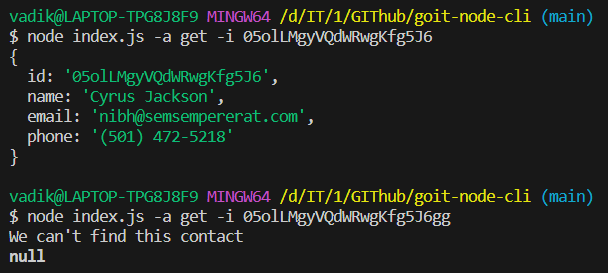 vadik@LAPTOP-TPG8J8F9 MINGW64 /d/IT/1/GIThub/goit-node-cli (main)
$ node index.js -a get -i 05olLMgyVQdWRwgKfg5J6
{
  id: '05olLMgyVQdWRwgKfg5J6',
  name: 'Cyrus Jackson',
  email: 'nibh@semsempererat.com',
  phone: '(501) 472-5218'
}
vadik@LAPTOP-TPG8J8F9 MINGW64 /d/IT/1/GIThub/goit-node-cli (main)
$ node index.js -a get -i 05olLMgyVQdWRwgKfg5J6gg
We can't find this contact
null